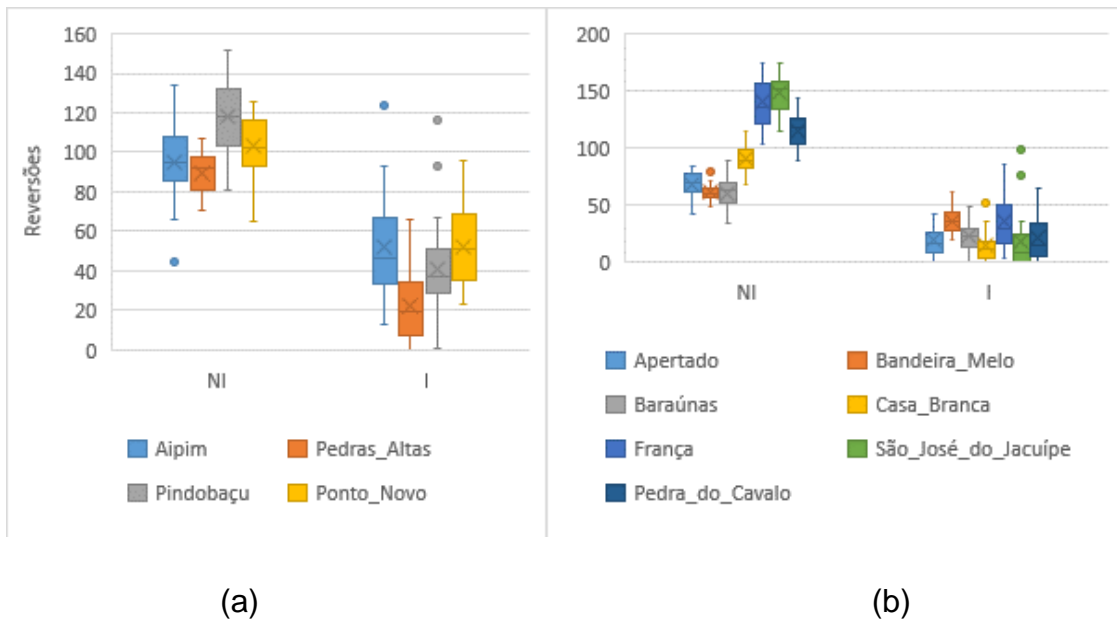 160
140
120
100
80
60
40
20
0
Reversões
NI I
Aipim Pedras_Altas
Pindobaçu Ponto_Novo
(a)
200
150
100
50
0
NI I
Apertado Bandeira_Melo
Baraúnas Casa_Branca
França São_José_do_Jacuípe
Pedra_do_Cavalo
(b)